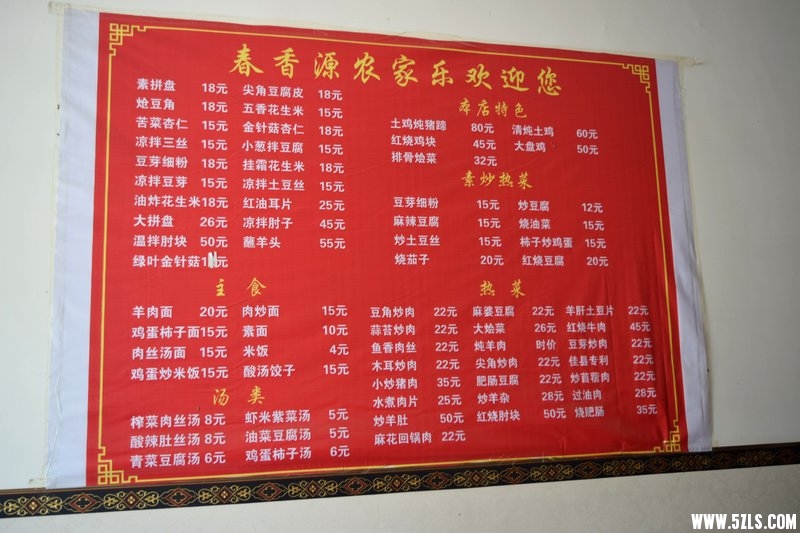 春香源农家乐欢迎您
素拼盘 18元 尖角豆腐皮 18元
炝豆角 18元 五香花生米 15元
苦菜杏仁 15元 金针菇杏仁 18元
凉拌三丝 15元 小葱拌豆腐 15元
豆芽细粉 18元 挂霜花生米 18元
凉拌豆芽 15元 凉拌土豆丝 15元
油炸花生米 18元 红油耳片 25元
大拼盘 26元 凉拌肘子 45元
温拌肘块 50元 蘸羊头 55元
绿叶金针菇
本店特色
土鸡炖猪蹄 80元 清炖土鸡 60元
红烧鸡块 45元 大盘鸡 50元
排骨烩菜 32元
素炒热菜
豆芽细粉 15元 炒豆腐 12元
麻辣豆腐 15元 烧油菜 15元
炒土豆丝 15元 柿子炒鸡蛋 15元
烧茄子 20元 红烧豆腐 20元
主食
羊肉面 20元 肉炒面 15元
鸡蛋柿子面 15元 素面 10元
肉丝汤面 15元 米饭 4元
鸡蛋炒米饭 15元 酸汤饺子 15元
汤类
榨菜肉丝汤 8元 虾米紫菜汤 5元
酸辣肚丝汤 8元 油菜豆腐汤 5元
青菜豆腐汤 6元 鸡蛋柿子汤 6元
热菜
豆角炒肉 22元 麻婆豆腐 22元 羊肝土豆片 22元
蒜苔炒肉 22元 大烩菜 26元 红烧牛肉 45元
鱼香肉丝 22元 炖羊肉 时价 豆芽炒肉 22元
木耳炒肉 22元 尖角炒肉 22元 佳县专利 22元
小炒猪肉 35元 肥肠豆腐 22元 炒苜蓿肉 22元
水煮肉片 25元 炒羊杂 28元 过油肉 28元
炒羊肚 50元 红烧肘块 50元 烧肥肠 35元
麻花回锅肉 22元
WWW.5ZLS.COM